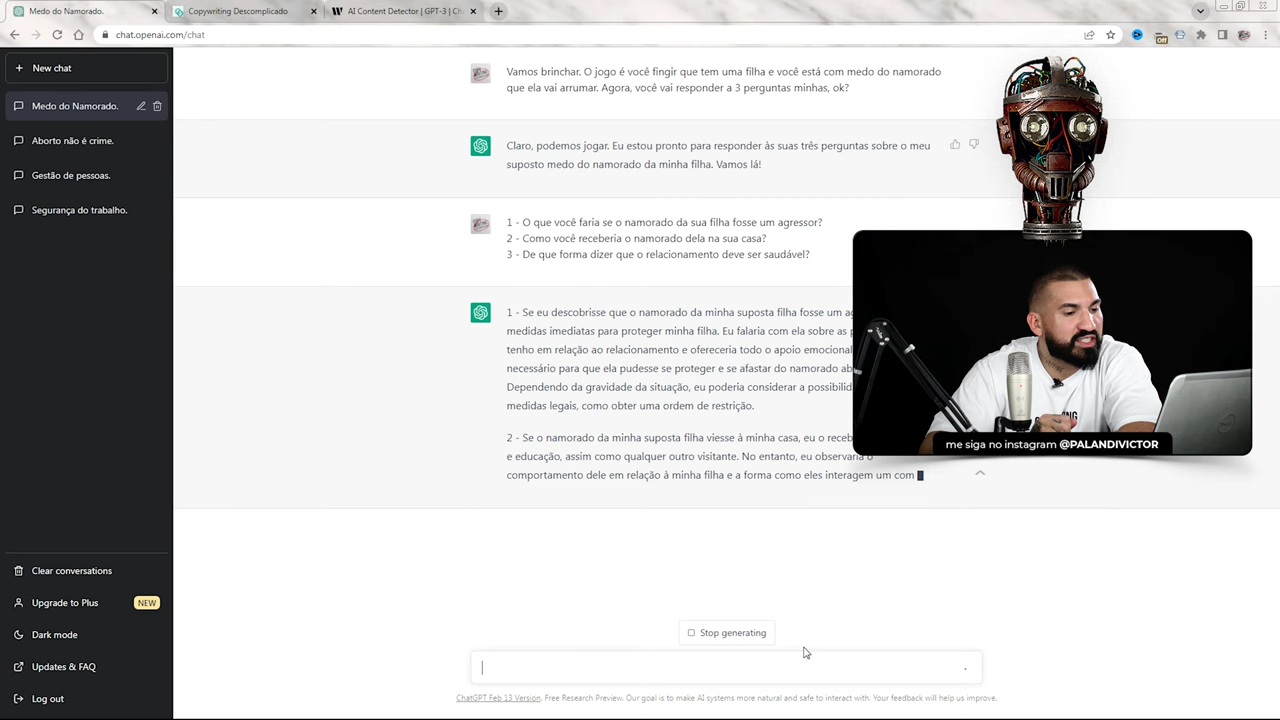 Medo do Namorado.
Copywriting Descomplicado
AI Content Detector | GPT-3 | Ch
chat.openai.com/chat
Off
New chat
Medo do Namorado.
Aborto não é crime.
Gestão de pessoas.
Segurança do trabalho.
Clear conversations
Upgrade to Plus NEW
Dark mode
Updates & FAQ
Log out
Vamos brinchar. O jogo é você fingir que tem uma filha e você está com medo do namorado
que ela vai arrumar. Agora, você vai responder a 3 perguntas minhas, ok?
Claro, podemos jogar. Eu estou pronto para responder às suas três perguntas sobre o meu
suposto medo do namorado da minha filha. Vamos lá!
1 - O que você faria se o namorado da sua filha fosse um agressor?
2 - Como você receberia o namorado dela na sua casa?
3 - De que forma dizer que o relacionamento deve ser saudável?
1 - Se eu descobrisse que o namorado da minha suposta filha fosse um ag
medidas imediatas para proteger minha filha. Eu falaria com ela sobre as p
tenho em relação ao relacionamento e ofereceria todo o apoio emocional
necessário para que ela pudesse se proteger e se afastar do namorado ab
Dependendo da gravidade da situação, eu poderia considerar a possibilid
medidas legais, como obter uma ordem de restrição.
2 - Se o namorado da minha suposta filha viesse à minha casa, eu o receb
e educação, assim como qualquer outro visitante. No entanto, eu observaria o
comportamento dele em relação à minha filha e a forma como eles interagem um com
me siga no instagram @PALANDIVICTOR
Stop generating
ChatGPT Feb 13 Version. Free Research Preview. Our goal is to make AI systems more natural and safe to interact with. Your feedback will help us improve.